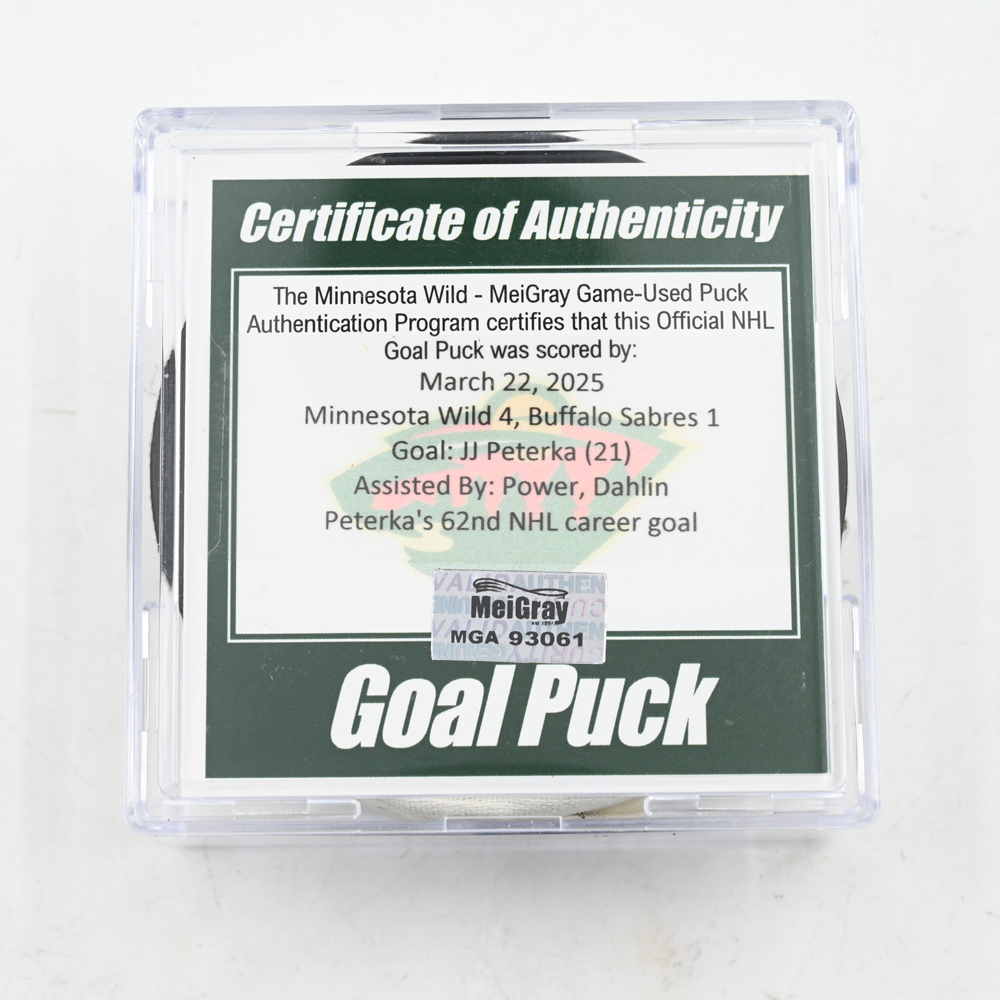 Certificate of Authenticity
The Minnesota Wild - MeiGray Game-Used Puck
Authentication Program certifies that this Official NHL
Goal Puck was scored by:
March 22, 2025
Minnesota Wild 4, Buffalo Sabres 1
Goal: JJ Peterka (21)
Assisted By: Power, Dahlin
Peterka's 62nd NHL career goal
MeiGray
MGA 93061
Goal Puck